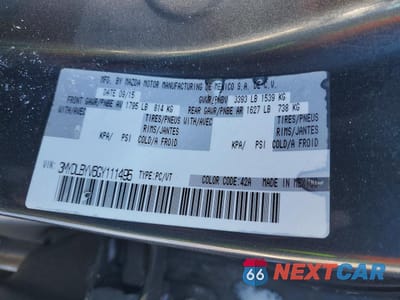 MFG. BY MAZDA MOTOR MANUFACTURING DE MEXICO S.A. DE C.V.
DATE 09/15
GVWR/PNBV 3393 LB 1539 KG
FRONT GAWR/PNBE AV 1795 LB 814 KG
REAR GAWR/PNBE AR 1627 LB 738 KG
WITH/AVEC
TIRES/PNEUS
RIMS/JANTES
KPA/ PSI COLD/A FROID
WITH/AVEC
TIRES/PNEUS
RIMS/JANTES
KPA/ PSI COLD/A FROID
VIN: 3MYDLBYV6GY111496 TYPE:PC/VT
COLOR CODE:42A
MADE IN MEXICO
66 NEXTCAR